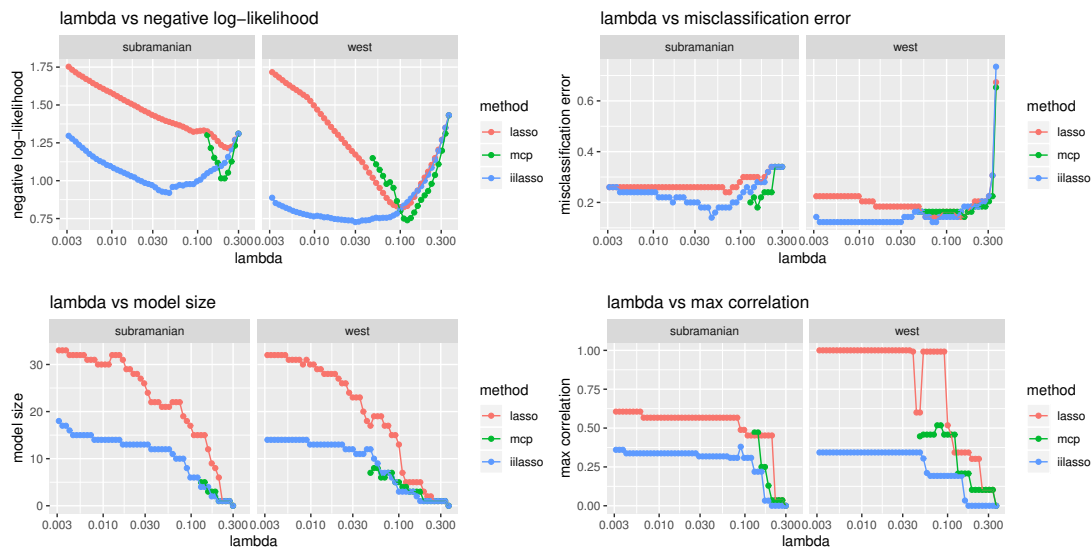 lambda vs negative log−likelihood
subramanian
west
1.75
1.50
1.25
1.00
0.75
negative log−likelihood
0.003 0.010 0.030 0.100 0.300 0.003 0.010 0.030 0.100 0.300
lambda
method
lasso
mcp
iilasso
lambda vs misclassification error
subramanian
west
0.6
0.4
0.2
misclassification error
0.003 0.010 0.030 0.100 0.300 0.003 0.010 0.030 0.100 0.300
lambda
method
lasso
mcp
iilasso
lambda vs model size
subramanian
west
30
20
10
0
model size
0.003 0.010 0.030 0.100 0.300 0.003 0.010 0.030 0.100 0.300
lambda
method
lasso
mcp
iilasso
lambda vs max correlation
subramanian
west
1.00
0.75
0.50
0.25
0.00
max correlation
0.003 0.010 0.030 0.100 0.300 0.003 0.010 0.030 0.100 0.300
lambda
method
lasso
mcp
iilasso